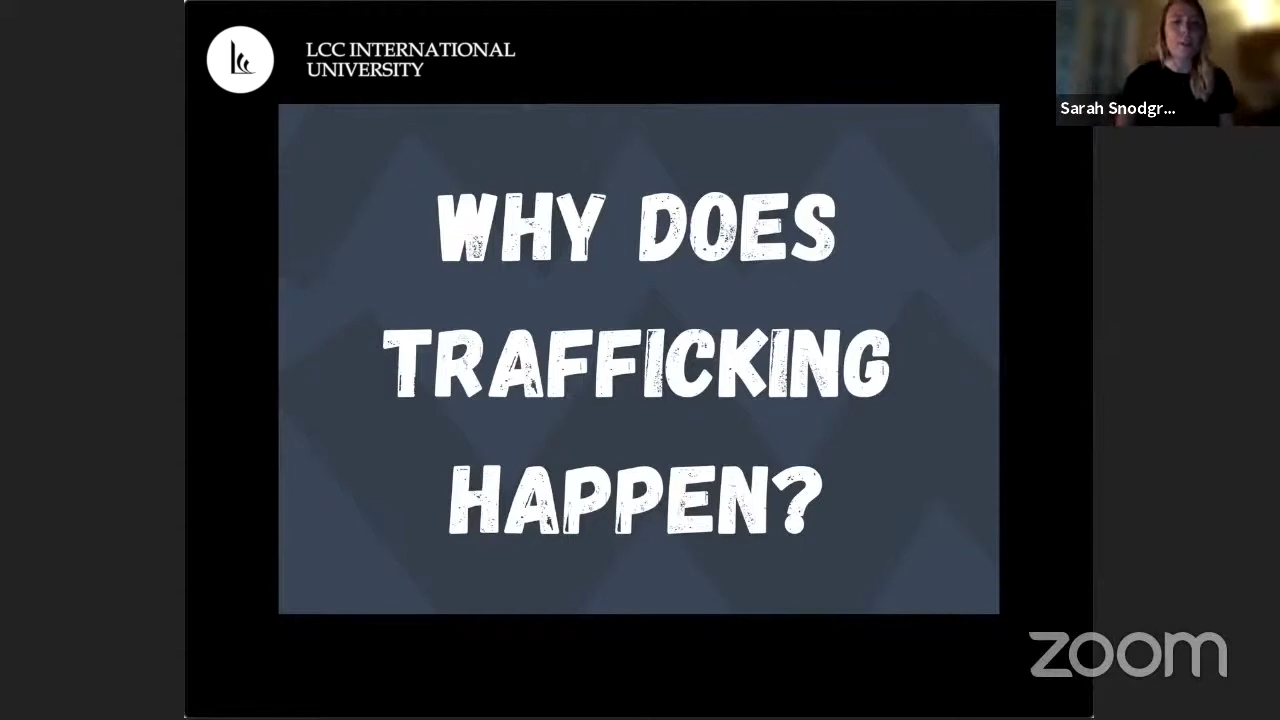 LCC INTERNATIONAL
UNIVERSITY
Sarah Snodgr...
WHY DOES
TRAFFICKING
HAPPEN?
zoom